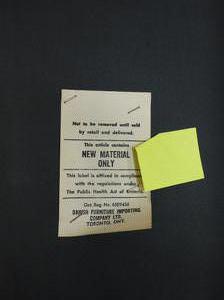 Not to be removed until sold
by retail and delivered.
This article contains
NEW MATERIAL
ONLY
This label is affixed in compliance
with the regulations under
The Public Health Act of
Ont. Reg. No.
DANISH FURNITURE IMPORTING
COMPANY LTD.
TORONTO, ONT.